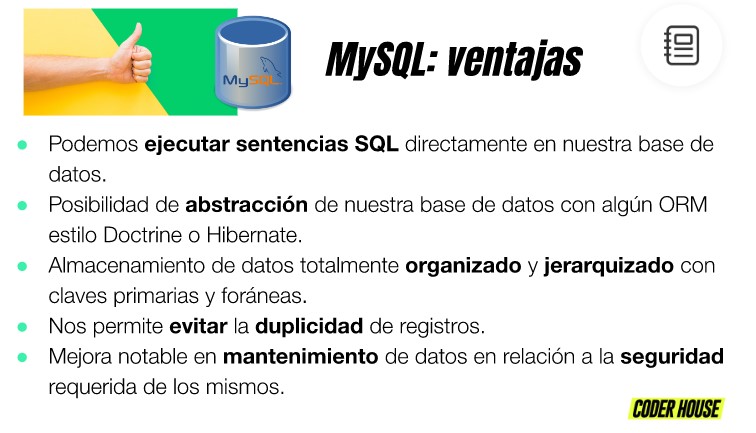 MySQL
MySQL: ventajas
● Podemos ejecutar sentencias SQL directamente en nuestra base de
datos.
● Posibilidad de abstracción de nuestra base de datos con algún ORM
estilo Doctrine o Hibernate.
● Almacenamiento de datos totalmente organizado y jerarquizado con
claves primarias y foráneas.
● Nos permite evitar la duplicidad de registros.
● Mejora notable en mantenimiento de datos en relación a la seguridad
requerida de los mismos.
CODER HOUSE